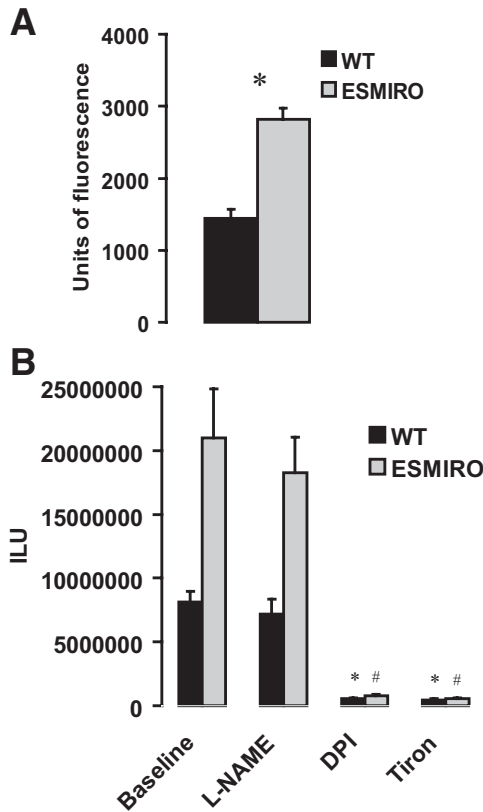 A
Units of fluorescence
4000
3000
2000
1000
0
*
WT
ESMIRO
B
ILU
25000000
20000000
15000000
10000000
5000000
0
WT
ESMIRO
* # * #
Baseline
L-NAME
DPI
Tiron